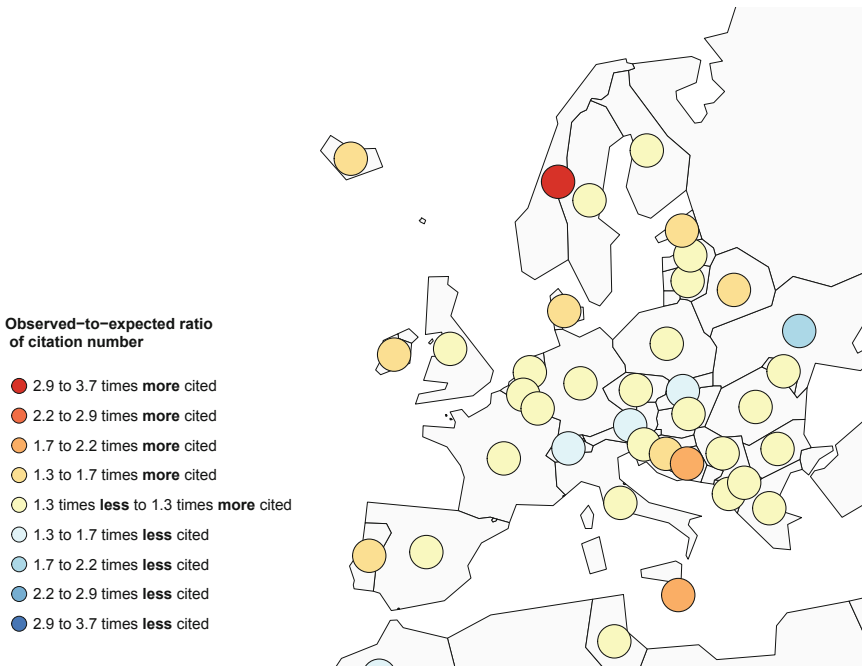 Observed−to−expected ratio
of citation number
2.9 to 3.7 times more cited
2.2 to 2.9 times more cited
1.7 to 2.2 times more cited
1.3 to 1.7 times more cited
1.3 times less to 1.3 times more cited
1.3 to 1.7 times less cited
1.7 to 2.2 times less cited
2.2 to 2.9 times less cited
2.9 to 3.7 times less cited